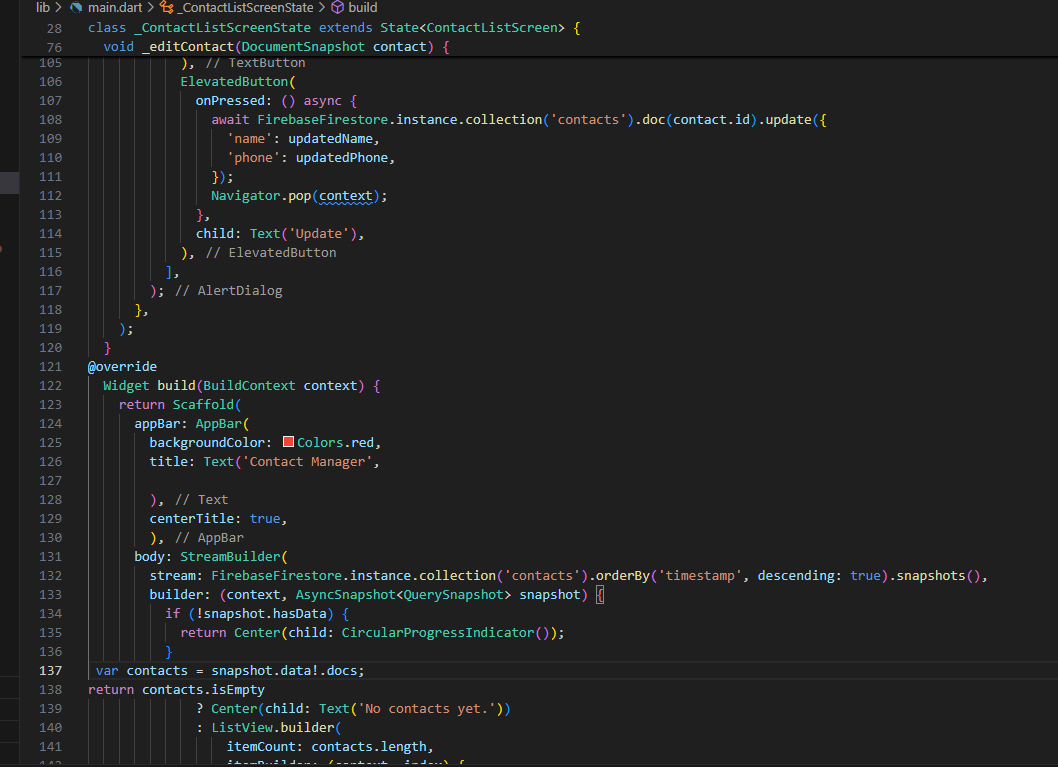 lib > main.dart > _ContactListScreenState > build
28 class _ContactListScreenState extends State<ContactListScreen> {
76 void _editContact(DocumentSnapshot contact) {
105 ), // TextButton
106 ElevatedButton(
107 onPressed: () async {
108 await FirebaseFirestore.instance.collection('contacts').doc(contact.id).update({
109 'name': updatedName,
110 'phone': updatedPhone,
111 });
112 Navigator.pop(context);
113 },
114 child: Text('Update'),
115 ), // ElevatedButton
116 ],
117 ); // AlertDialog
118 },
119 );
120 }
121 @override
122 Widget build(BuildContext context) {
123 return Scaffold(
124 appBar: AppBar(
125 backgroundColor: Colors.red,
126 title: Text('Contact Manager',
127
128 ), // Text
129 centerTitle: true,
130 ), // AppBar
131 body: StreamBuilder(
132 stream: FirebaseFirestore.instance.collection('contacts').orderBy('timestamp', descending: true).snapshots(),
133 builder: (context, AsyncSnapshot<QuerySnapshot> snapshot) {
134 if (!snapshot.hasData) {
135 return Center(child: CircularProgressIndicator());
136 }
137 var contacts = snapshot.data!.docs;
138 return contacts.isEmpty
139 ? Center(child: Text('No contacts yet.'))
140 : ListView.builder(
141 itemCount: contacts.length,
142 itemBuilder: (context, index) {